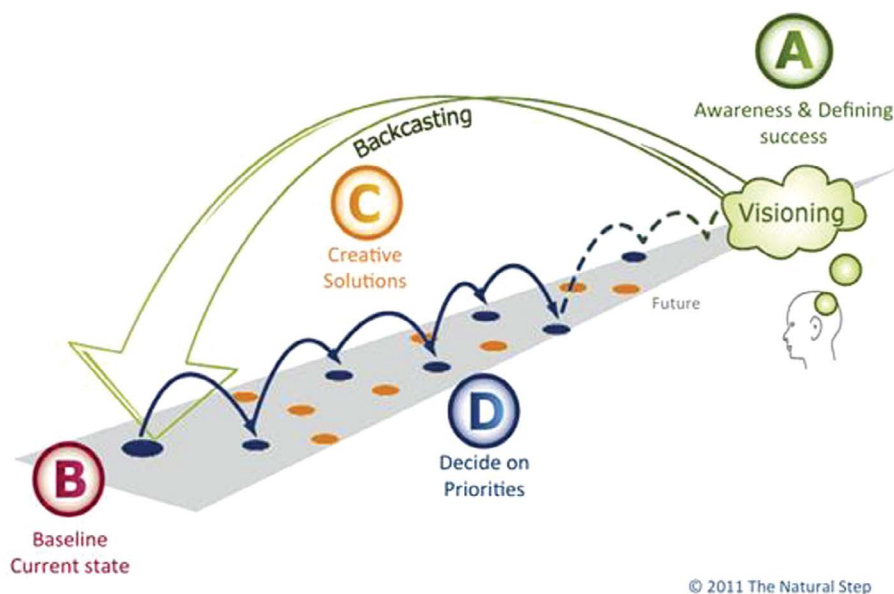 A
Awareness & Defining
success
Backcasting
Visioning
C
Creative
Solutions
Future
D
Decide on
Priorities
B
Baseline
Current state
© 2011 The Natural Step